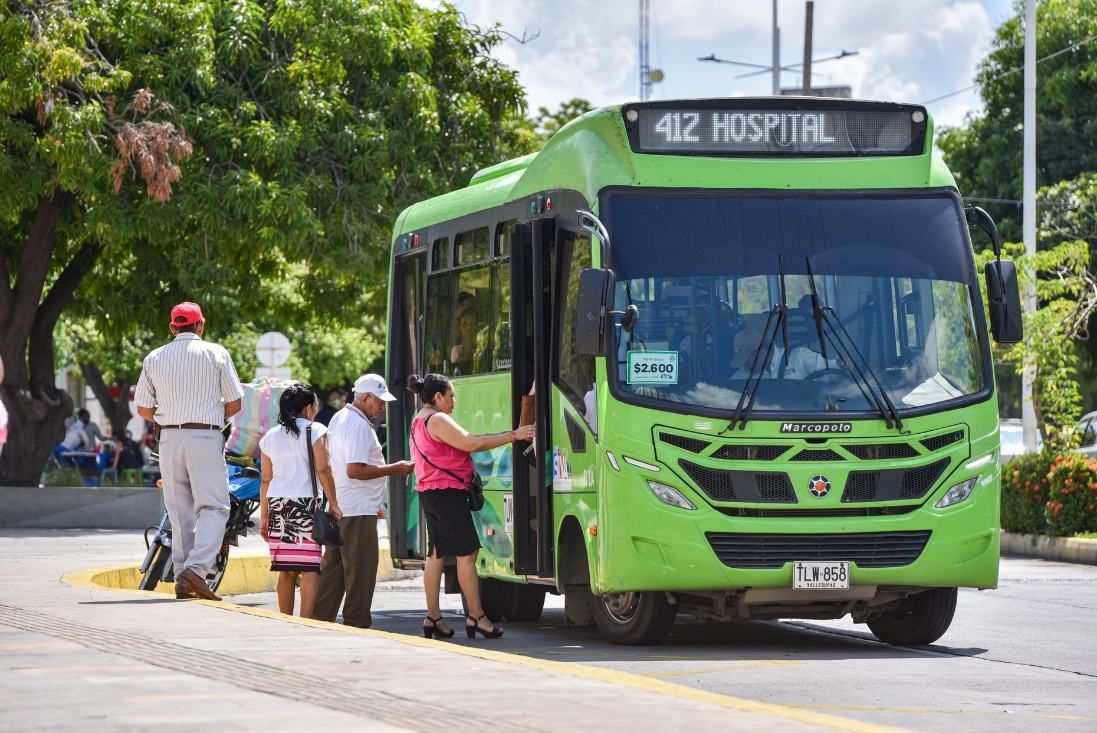 412 HOSPITAL
$2.600
Marcopolo
TLW-858
VALLEDUPAR